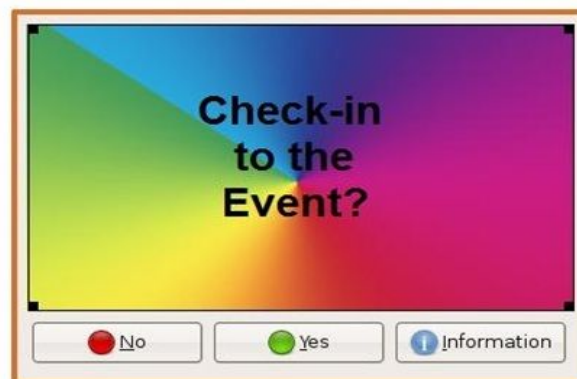 Check-in
to the
Event?
No
Yes
Information